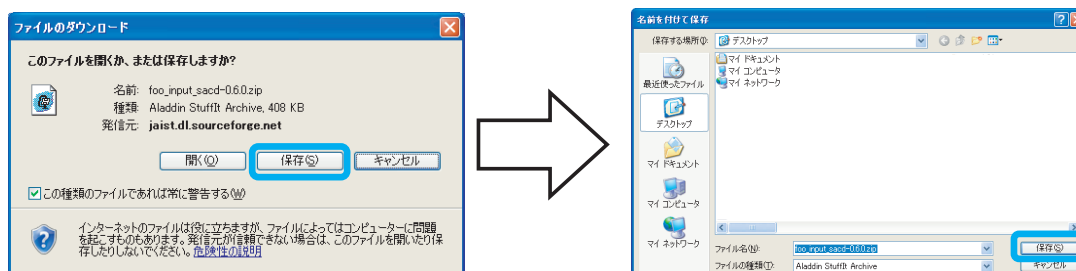 ファイルのダウンロード
このファイルを開くか、または保存しますか?
名前: foo_input_sacd-0.6.0.zip
種類: Aladdin StuffIt Archive, 408 KB
発信元: jaist.dl.sourceforge.net
開く(O)
保存(S)
キャンセル
この種類のファイルであれば常に警告する(W)
インターネットのファイルは役に立ちますが、ファイルによってはコンピューターに問題
を起こすものもあります。発信元が信頼できない場合は、このファイルを開いたり保
存したりしないでください。危険性の説明
名前を付けて保存
保存する場所(I):
デスクトップ
マイ ドキュメント
マイ コンピュータ
マイ ネットワーク
最近使ったファイル
デスクトップ
マイ ドキュメント
マイ コンピュータ
マイ ネットワーク
ファイル名(N):
foo_input_sacd-0.6.0.zip
保存(S)
ファイルの種類(T):
Aladdin StuffIt Archive
キャンセル